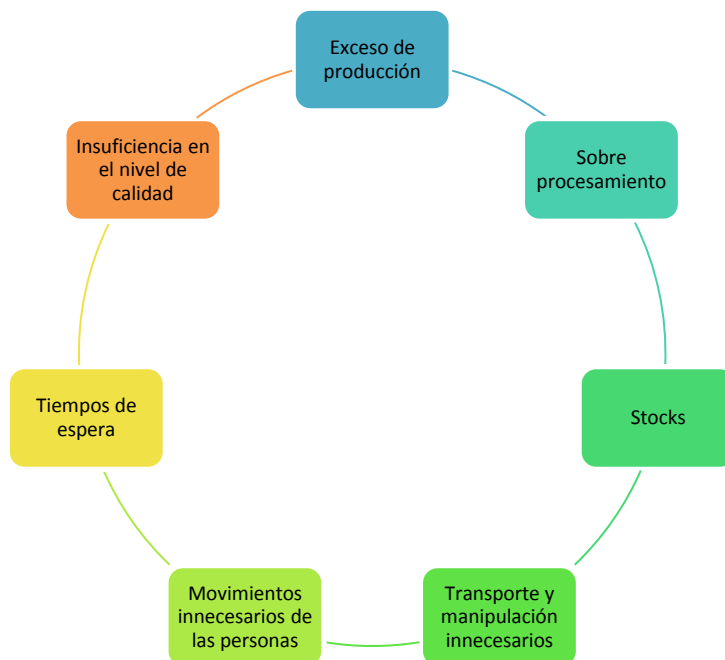 Exceso de
producción
Sobre
procesamiento
Stocks
Transporte y
manipulación
innecesarios
Movimientos
innecesarios de
las personas
Tiempos de
espera
Insuficiencia en
el nivel de
calidad